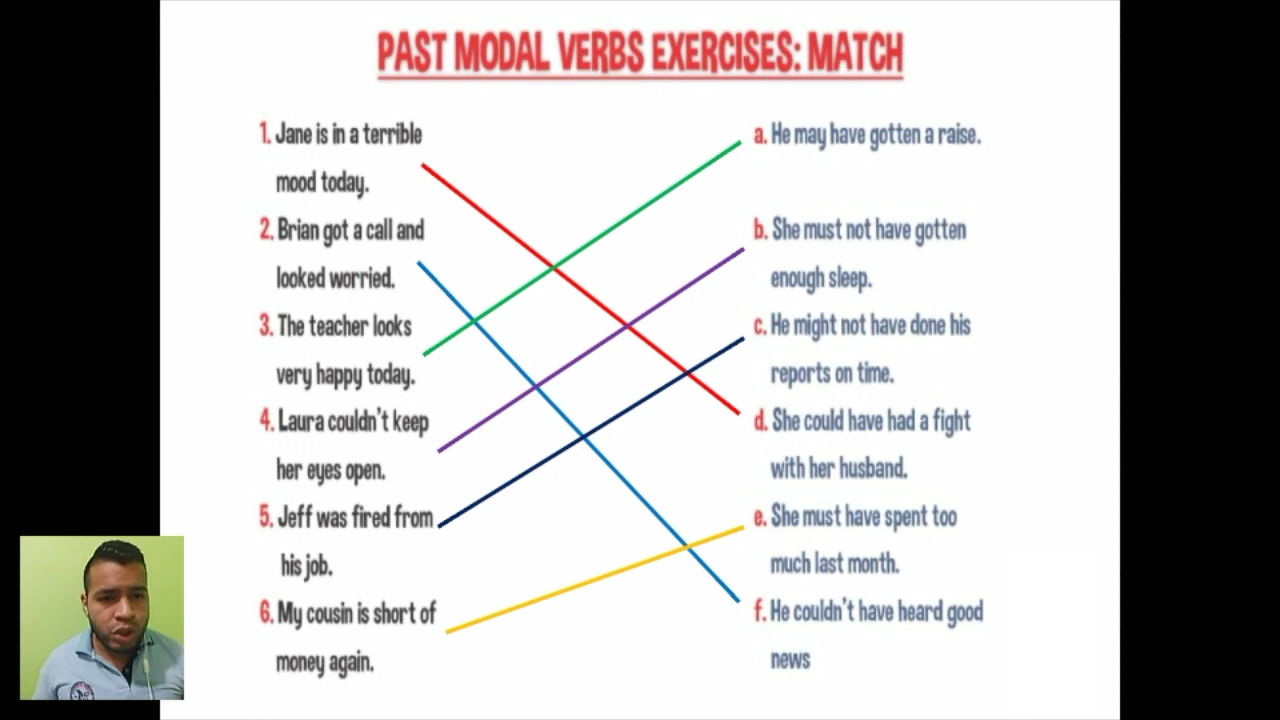 PAST MODAL VERBS EXERCISES: MATCH
1. Jane is in a terrible
mood today.
2. Brian got a call and
looked worried.
3. The teacher looks
very happy today.
4. Laura couldn't keep
her eyes open.
5. Jeff was fired from
his job.
6. My cousin is short of
money again.
a. He may have gotten a raise.
b. She must not have gotten
enough sleep.
c. He might not have done his
reports on time.
d. She could have had a fight
with her husband.
e. She must have spent too
much last month.
f. He couldn't have heard good
news